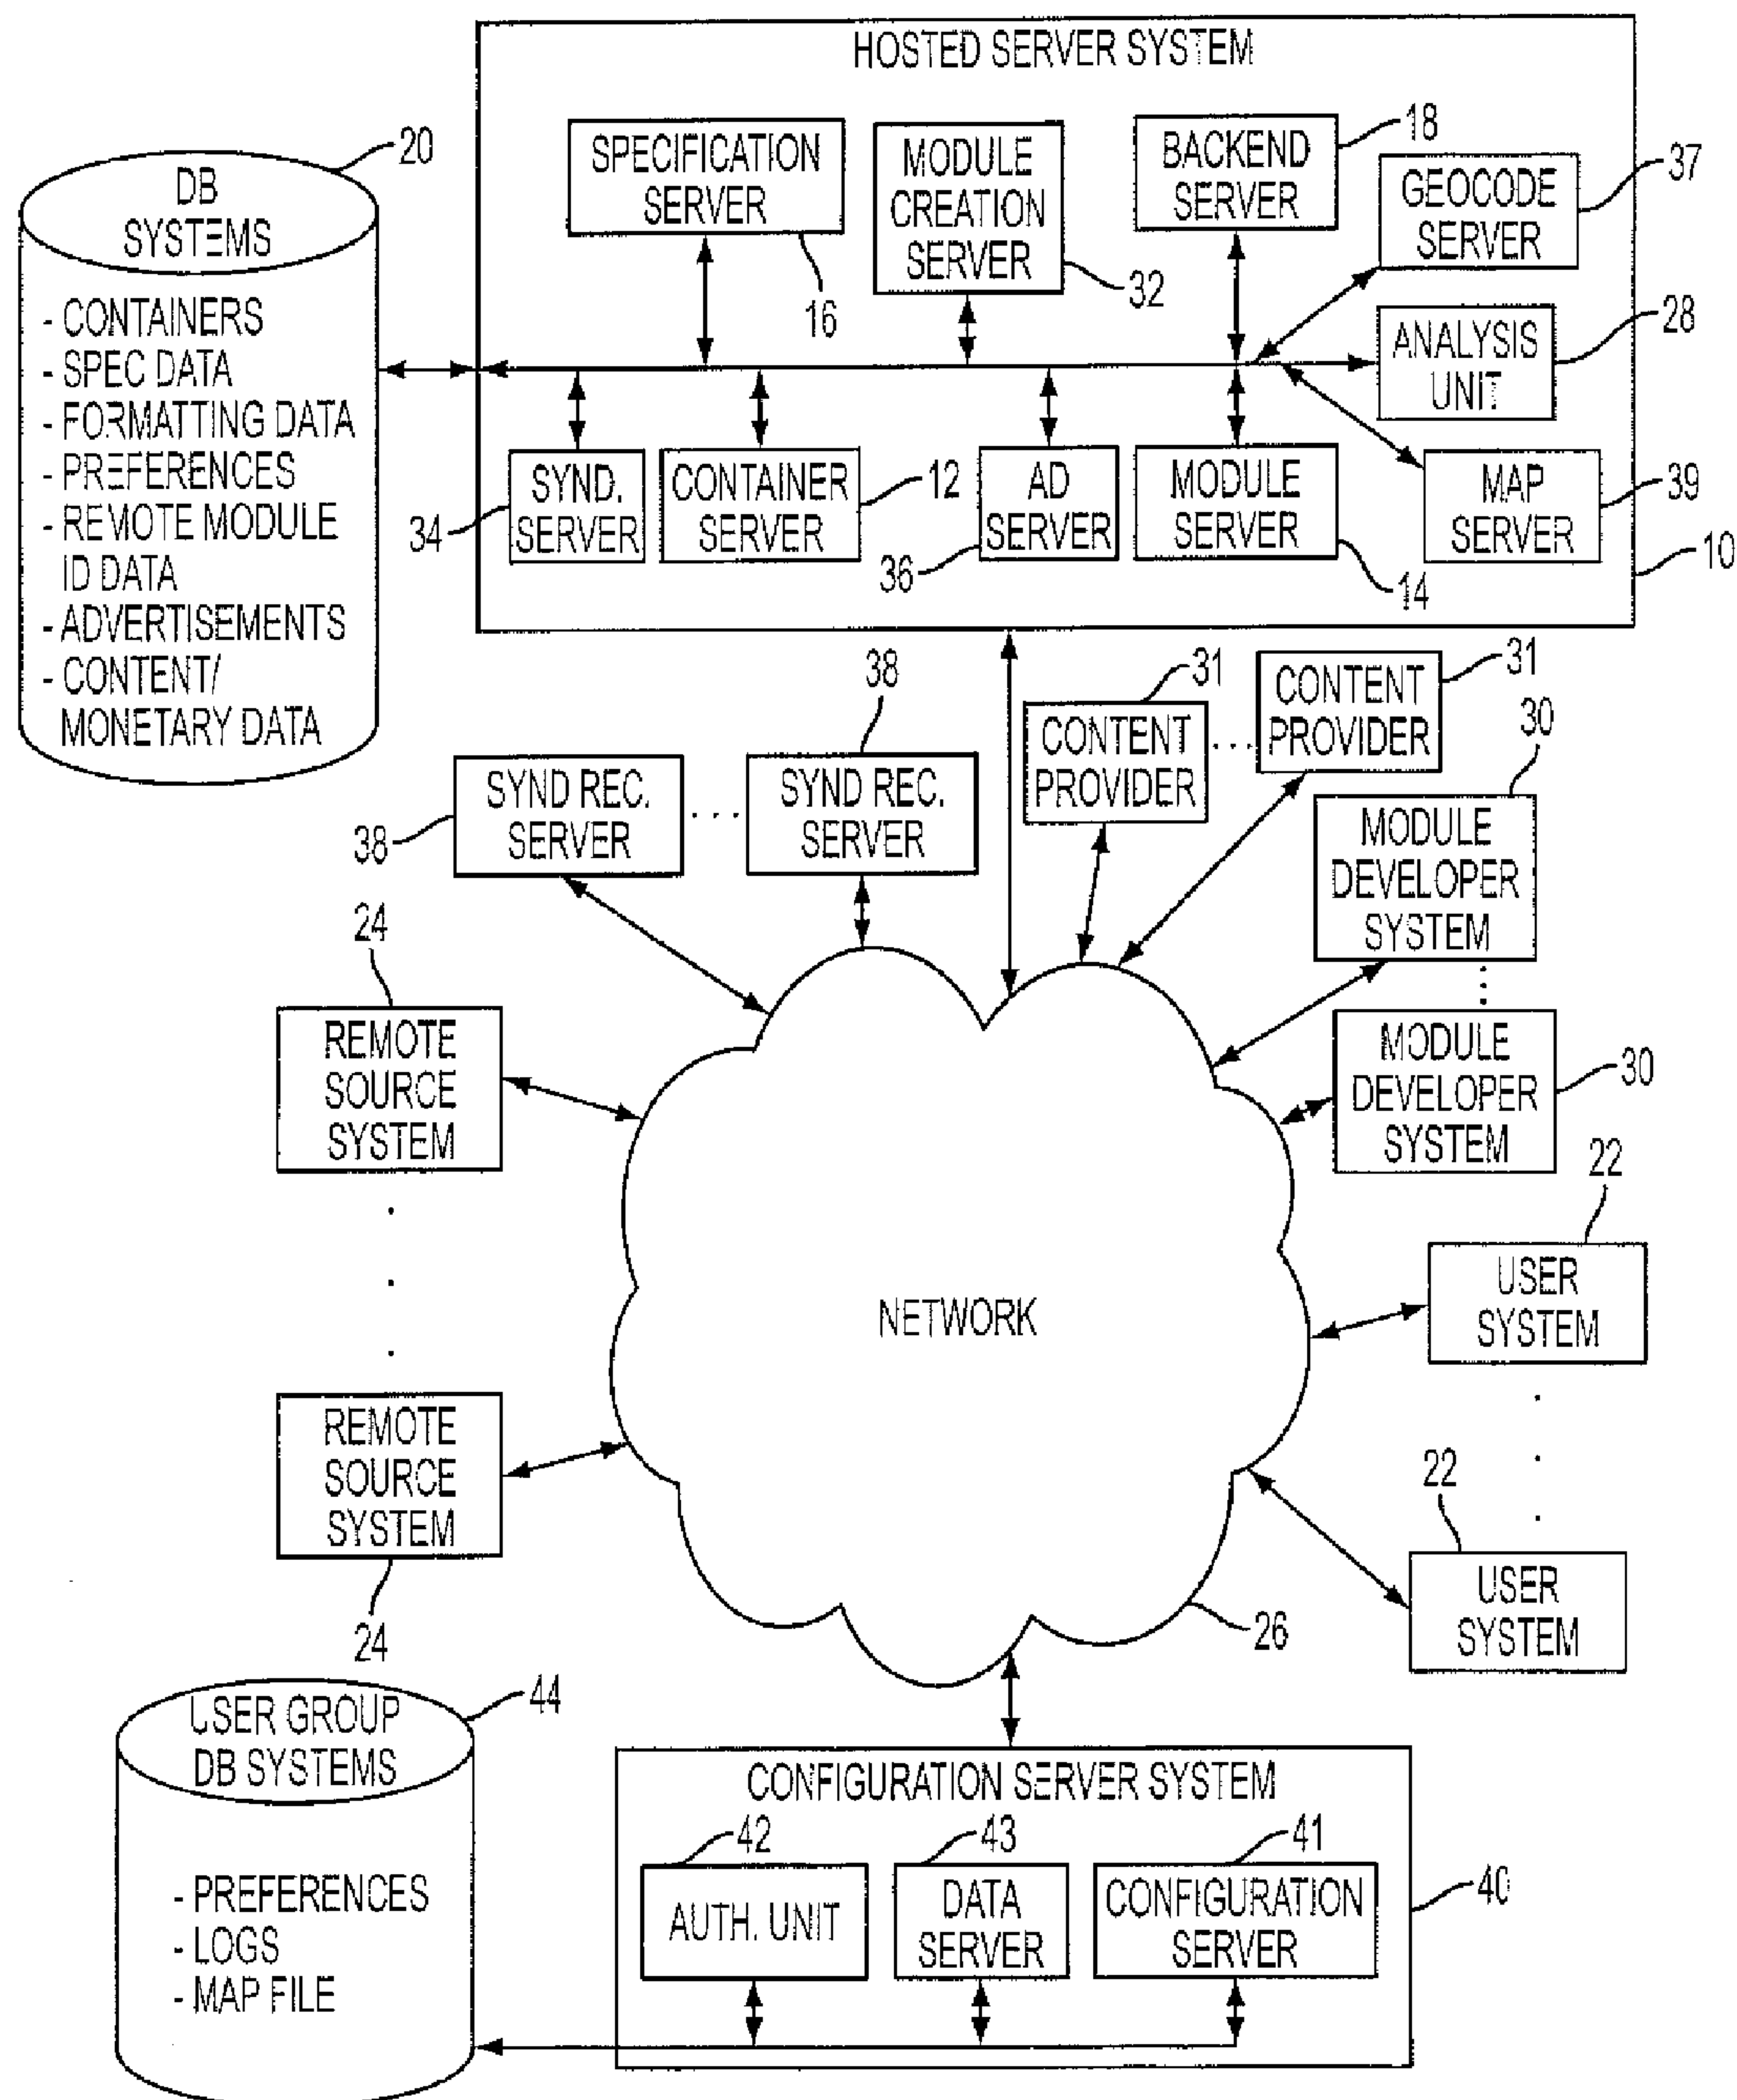 HOSTED SERVER SYSTEM
SPECIFICATION
SERVER
16
MODULE
CREATION
SERVER
32
BACKEND
SERVER
18
GEOCODE
SERVER
37
ANALYSIS
UNIT
28
SYND.
SERVER
34
CONTAINER
SERVER
12
AD
SERVER
36
MODULE
SERVER
14
MAP
SERVER
39
10
20
DB
SYSTEMS
- CONTAINERS
- SPEC DATA
- FORMATTING DATA
- PREFERENCES
- REMOTE MODULE
ID DATA
- ADVERTISEMENTS
- CONTENT/
MONETARY DATA
38
SYND REC.
SERVER
. . .
38
SYND REC.
SERVER
31
CONTENT
PROVIDER
. . .
31
CONTENT
PROVIDER
30
MODULE
DEVELOPER
SYSTEM
MODULE
DEVELOPER
SYSTEM
30
24
REMOTE
SOURCE
SYSTEM
REMOTE
SOURCE
SYSTEM
24
NETWORK
26
22
USER
SYSTEM
22
USER
SYSTEM
44
USER GROUP
DB SYSTEMS
- PREFERENCES
- LOGS
- MAP FILE
CONFIGURATION SERVER SYSTEM
42
AUTH. UNIT
43
DATA
SERVER
41
CONFIGURATION
SERVER
40